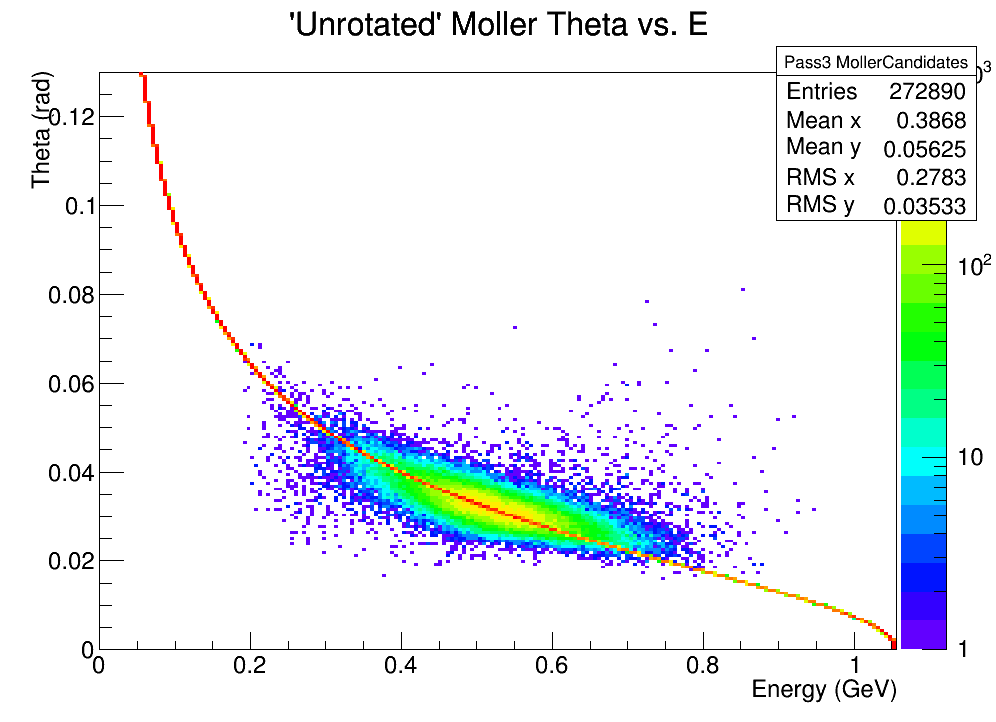 'Unrotated' Moller Theta vs. E
Pass3 MollerCandidates
Entries 272890
Mean x 0.3868
Mean y 0.05625
RMS x 0.2783
RMS y 0.03533
Theta (rad)
0.12
0.1
0.08
0.06
0.04
0.02
0
0 0.2 0.4 0.6 0.8 1
Energy (GeV)
3
10²
10
1